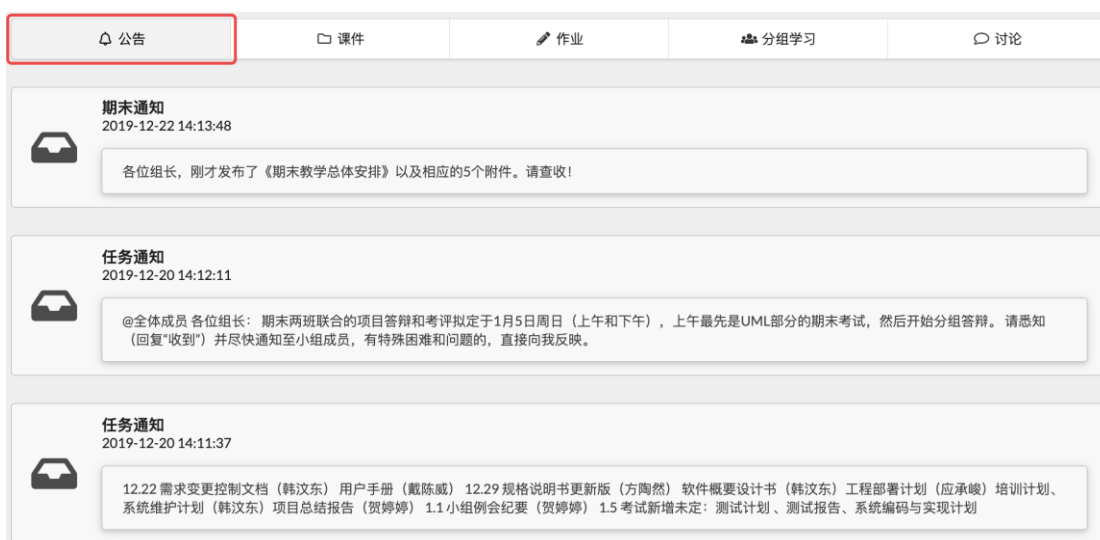 公告
课件
作业
分组学习
讨论
期末通知
2019-12-22 14:13:48
各位组长，刚才发布了《期末教学总体安排》以及相应的5个附件。请查收！
任务通知
2019-12-20 14:12:11
@全体成员 各位组长： 期末两班联合的项目答辩和考评拟定于1月5日周日（上午和下午），上午最先是UML部分的期末考试，然后开始分组答辩。 请悉知
（回复“收到”）并尽快通知至小组成员，有特殊困难和问题的，直接向我反映。
任务通知
2019-12-20 14:11:37
12.22 需求变更控制文档（韩汶东） 用户手册（戴陈威） 12.29 规格说明书更新版（方陶然） 软件概要设计书（韩汶东）工程部署计划（应承峻）培训计划、
系统维护计划（韩汶东）项目总结报告（贺婷婷） 1.1 小组例会纪要（贺婷婷） 1.5 考试新增未定：测试计划 、测试报告、系统编码与实现计划